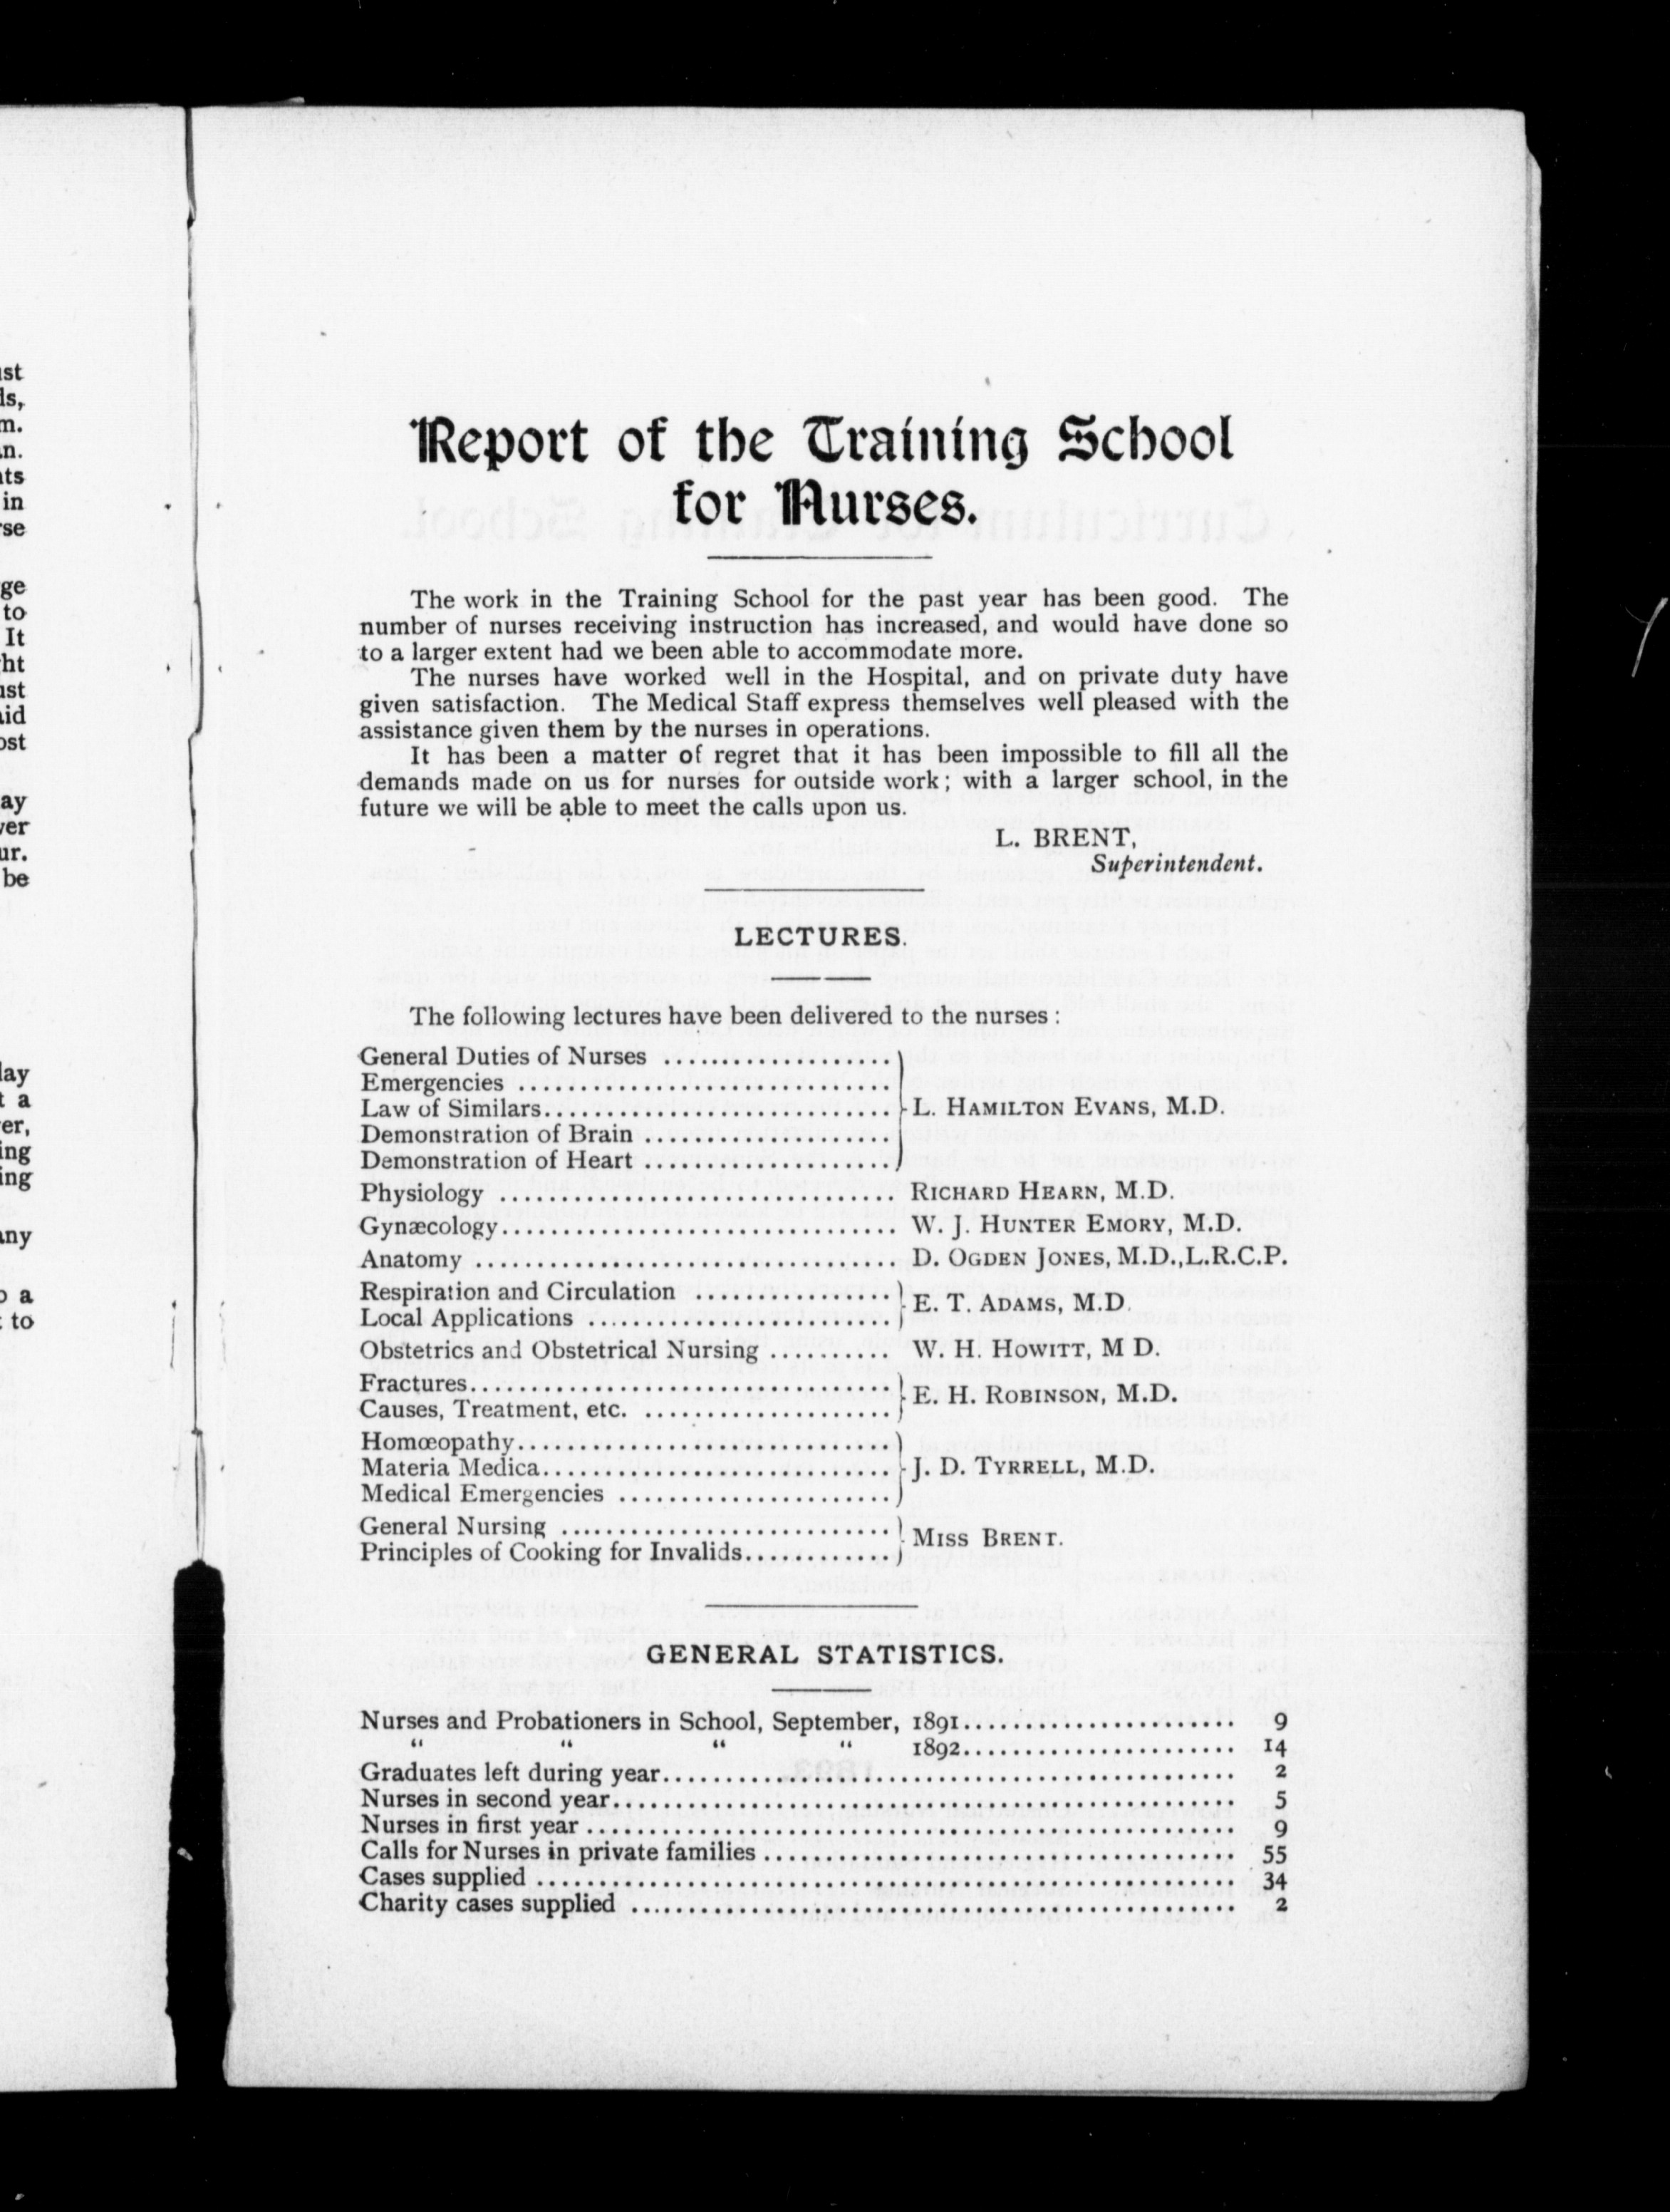 Report of the Training School
for Nurses.
The work in the Training School for the past year has been good. The
number of nurses receiving instruction has increased, and would have done so
to a larger extent had we been able to accommodate more.
The nurses have worked well in the Hospital, and on private duty have
given satisfaction. The Medical Staff express themselves well pleased with the
assistance given them by the nurses in operations.
It has been a matter of regret that it has been impossible to fill all the
demands made on us for nurses for outside work; with a larger school, in the
future we will be able to meet the calls upon us.
L. BRENT,
Superintendent.
LECTURES.
The following lectures have been delivered to the nurses :
General Duties of Nurses ...................
Emergencies ..............................
Law of Similars............................ L. HAMILTON EVANS, M.D.
Demonstration of Brain ....................
Demonstration of Heart ....................
Physiology ................................ RICHARD HEARN, M.D.
Gynæcology................................ W. J. HUNTER EMORY, M.D.
Anatomy .................................. D. OGDEN JONES, M.D.,L.R.C.P.
Respiration and Circulation ................
E. T. ADAMS, M.D.
Local Applications ........................
Obstetrics and Obstetrical Nursing .......... W. H. HOWITT, M D.
Fractures..................................
E. H. ROBINSON, M.D.
Causes, Treatment, etc. ....................
Homœopathy..............................
Materia Medica............................ J. D. TYRRELL, M.D.
Medical Emergencies ......................
General Nursing ..........................
MISS BRENT.
Principles of Cooking for Invalids............
GENERAL STATISTICS.
Nurses and Probationers in School, September, 1891...................... 9
“ “ “ “ 1892...................... 14
Graduates left during year.............................................. 2
Nurses in second year.................................................. 5
Nurses in first year .................................................... 9
Calls for Nurses in private families ...................................... 55
Cases supplied ........................................................ 34
Charity cases supplied ................................................ 2